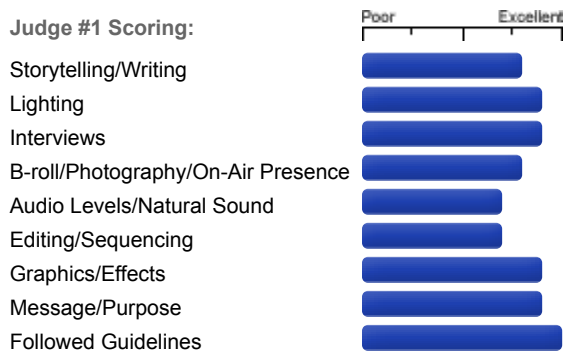 Poor Excellent
Judge #1 Scoring:
Storytelling/Writing
Lighting
Interviews
B-roll/Photography/On-Air Presence
Audio Levels/Natural Sound
Editing/Sequencing
Graphics/Effects
Message/Purpose
Followed Guidelines